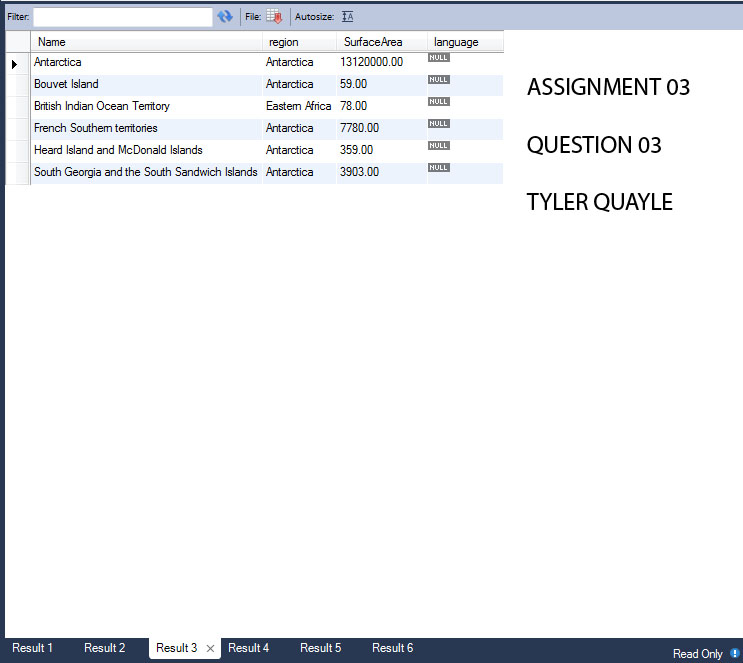 Filter: File: Autosize:
Name region SurfaceArea language
Antarctica Antarctica 13120000.00 NULL
Bouvet Island Antarctica 59.00 NULL
British Indian Ocean Territory Eastern Africa 78.00 NULL
French Southern territories Antarctica 7780.00 NULL
Heard Island and McDonald Islands Antarctica 359.00 NULL
South Georgia and the South Sandwich Islands Antarctica 3903.00 NULL
ASSIGNMENT 03
QUESTION 03
TYLER QUAYLE
Result 1 Result 2 Result 3 Result 4 Result 5 Result 6
Read Only